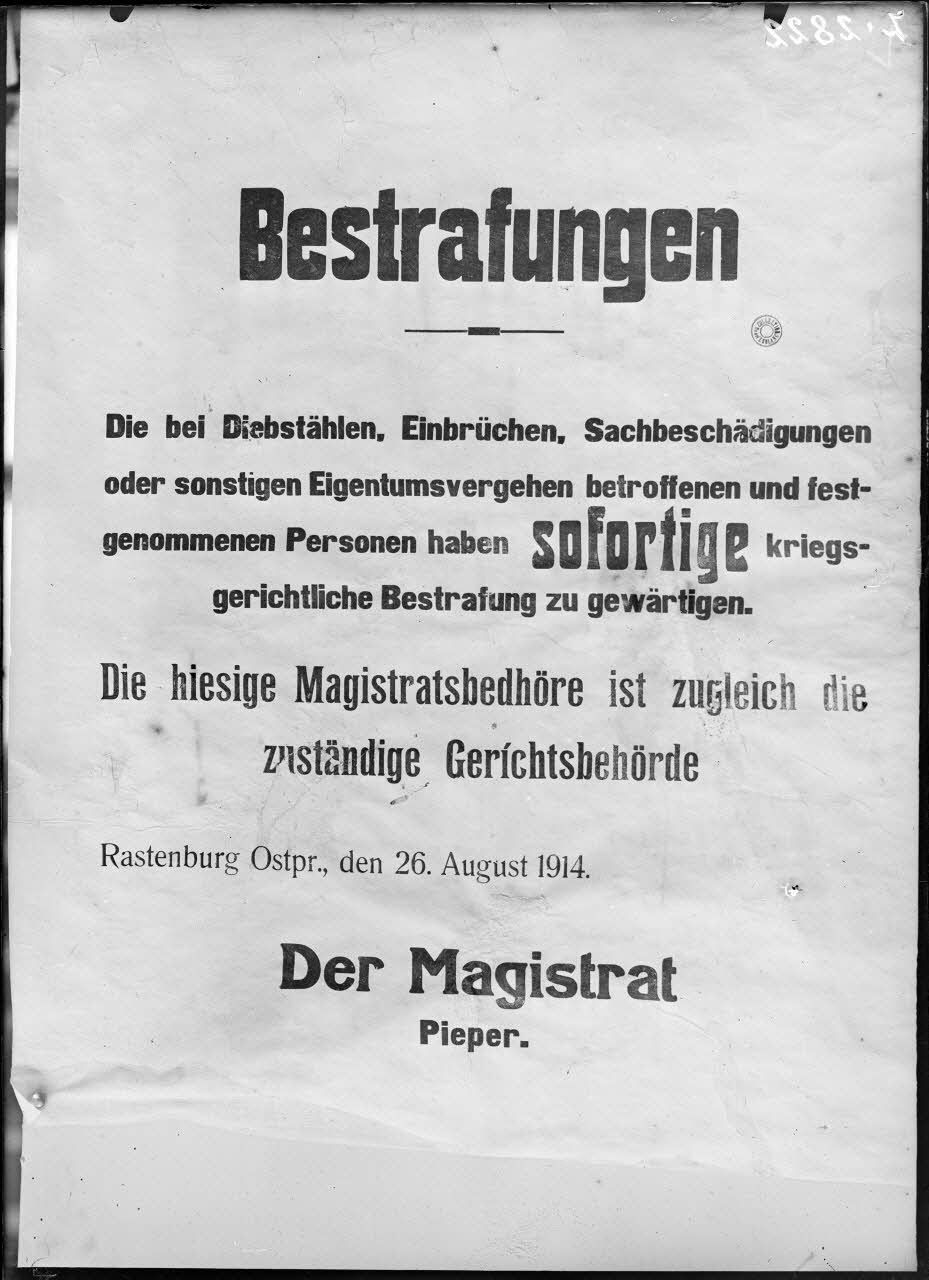 Bestrafungen
Die bei Diebstählen, Einbrüchen, Sachbeschädigungen
oder sonstigen Eigentumsvergehen betroffenen und fest-
genommenen Personen haben sofortige kriegs-
gerichtliche Bestrafung zu gewärtigen.
Die hiesige Magistratsbedhöre ist zugleich die
zuständige Gerichtsbehörde
Rastenburg Ostpr., den 26. August 1914.
Der Magistrat
Pieper.